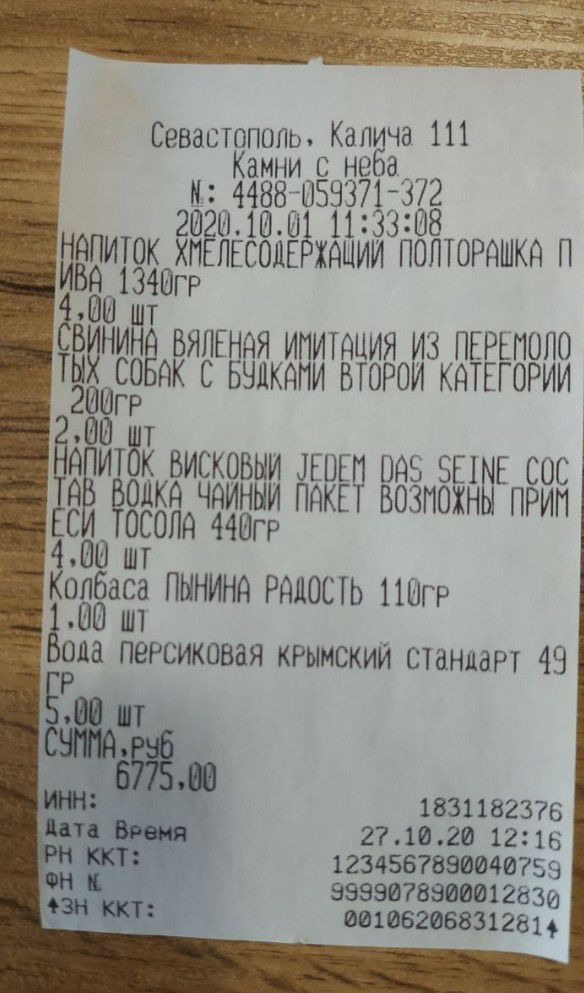 Севастополь, Калича 111
Камни с неба
№: 4488-059371-372
2020.10.01 11:33:08
НАПИТОК ХМЕЛЕСОДЕРЖАЩИЙ ПОЛТОРАШКА П
ИВА 1340гр
4,00 шт
СВИНИНА ВЯЛЕНАЯ ИМИТАЦИЯ ИЗ ПЕРЕМОЛО
ТЫХ СОБАК С БУДКАМИ ВТОРОЙ КАТЕГОРИИ
200гр
2,00 шт
НАПИТОК ВИСКОВЫЙ JEDEM DAS SEINE СОС
ТАВ ВОДКА ЧАЙНЫЙ ПАКЕТ ВОЗМОЖНЫ ПРИМ
ЕСИ ТОСОЛА 440гр
4,00 шт
Колбаса ПЫНИНА РАДОСТЬ 110гр
1,00 шт
Вода персиковая крымский стандарт 49
ГР
5,00 шт
СУММА,руб
6775,00
ИНН: 1831182376
Дата Время 27.10.20 12:16
РН ККТ: 1234567890040759
ФН № 9999078900012830
↑ЗН ККТ: 00106206831281↑